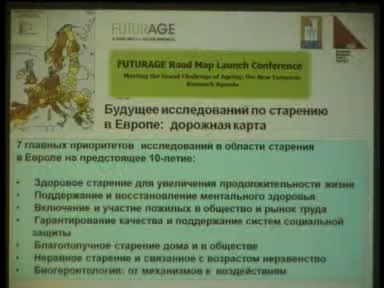 FUTURAGE
FUTURAGE Road Map Launch Conference
Meeting the Grand Challenge of Ageing: the New European
Research Agenda
Будущее исследований по старению
в Европе: дорожная карта
7 главных приоритетов исследований в области старения
в Европе на предстоящее 10-летие:
• Здоровое старение для увеличения продолжительности жизни
• Поддержание и восстановление ментального здоровья
• Включение и участие пожилых в общество и рынок труда
• Гарантирование качества и поддержание систем социальной
защиты
• Благополучное старение дома и в обществе
• Неравное старение и связанное с возрастом неравенство
• Биогеронтология: от механизмов к воздействиям